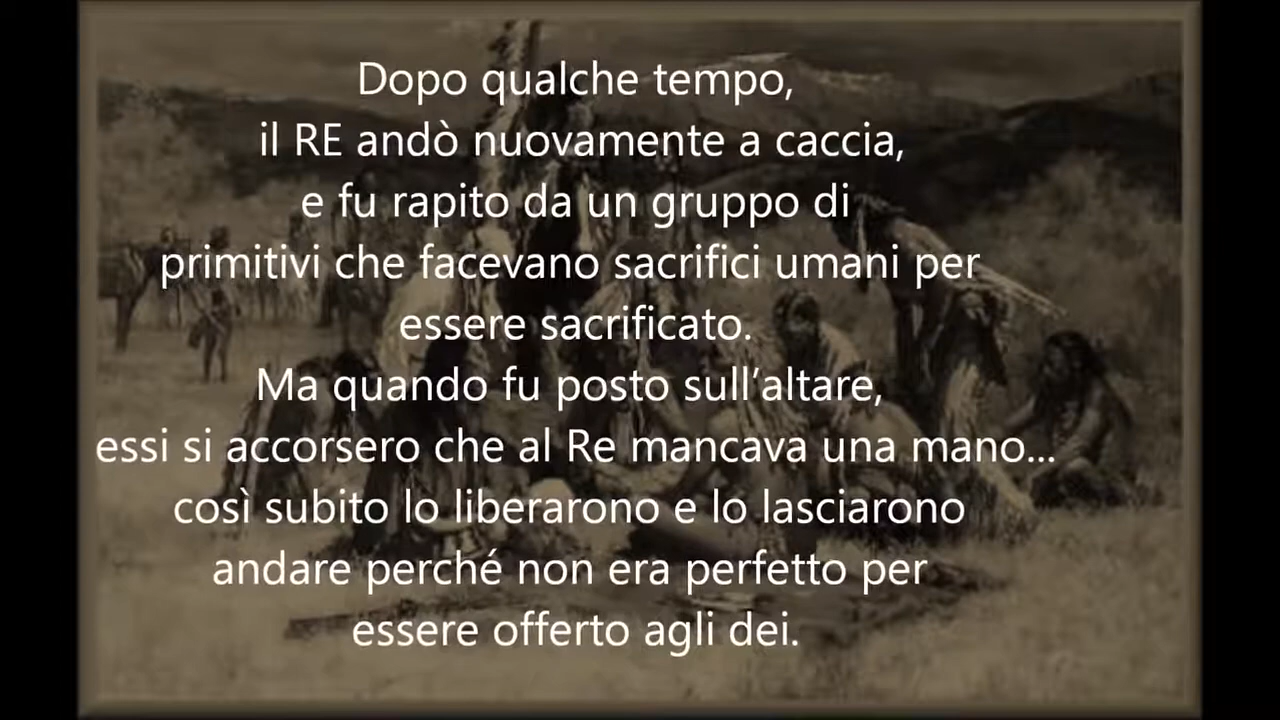 Dopo qualche tempo,
il RE andò nuovamente a caccia,
e fu rapito da un gruppo di
primitivi che facevano sacrifici umani per
essere sacrificato.
Ma quando fu posto sull’altare,
essi si accorsero che al Re mancava una mano...
così subito lo liberarono e lo lasciarono
andare perché non era perfetto per
essere offerto agli dei.